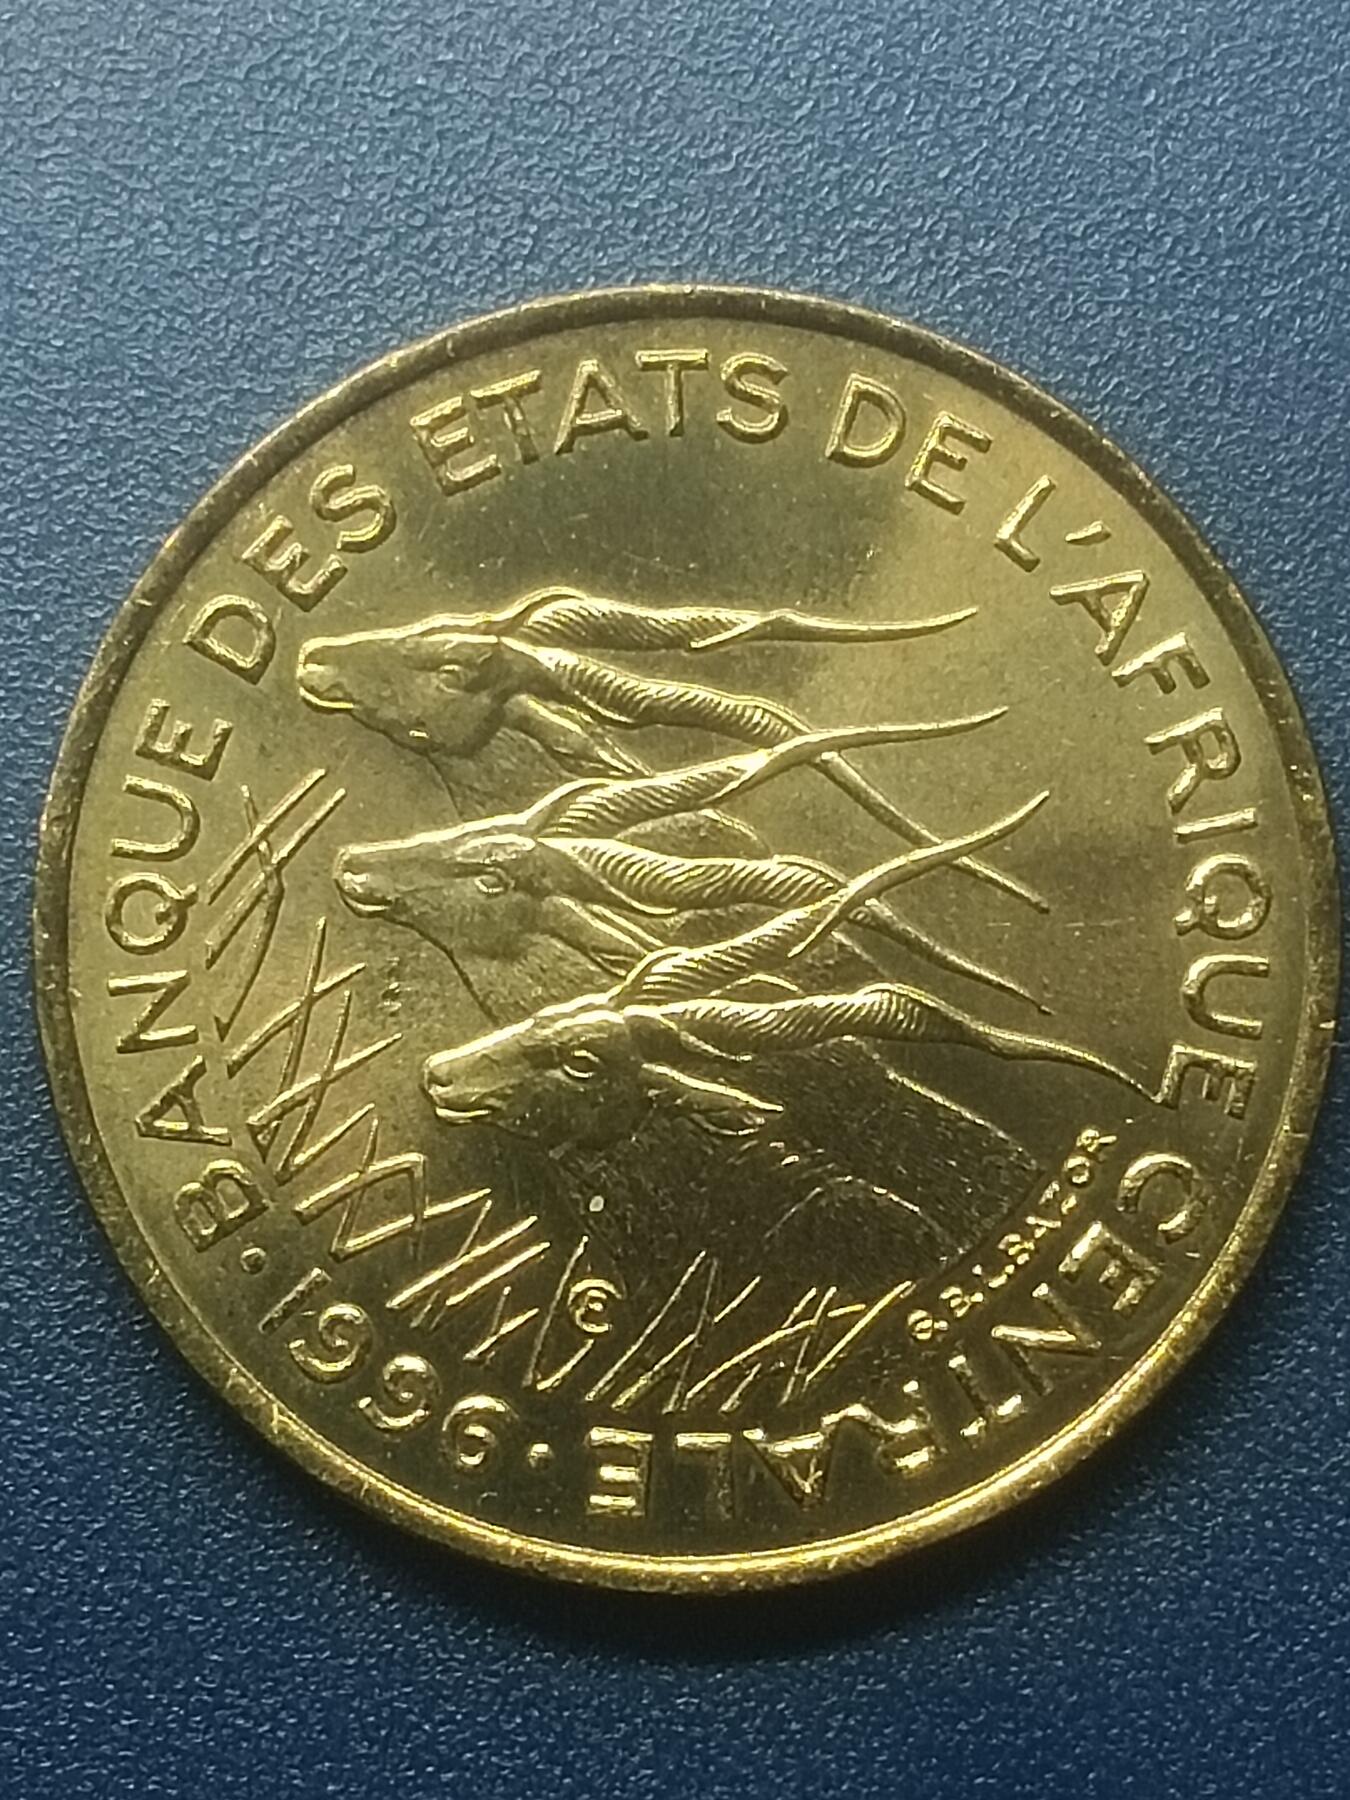 BANQUE DES ETATS DE L'AFRIQUE CENTRALE
· 1996 ·
G.B.L.BAZOR